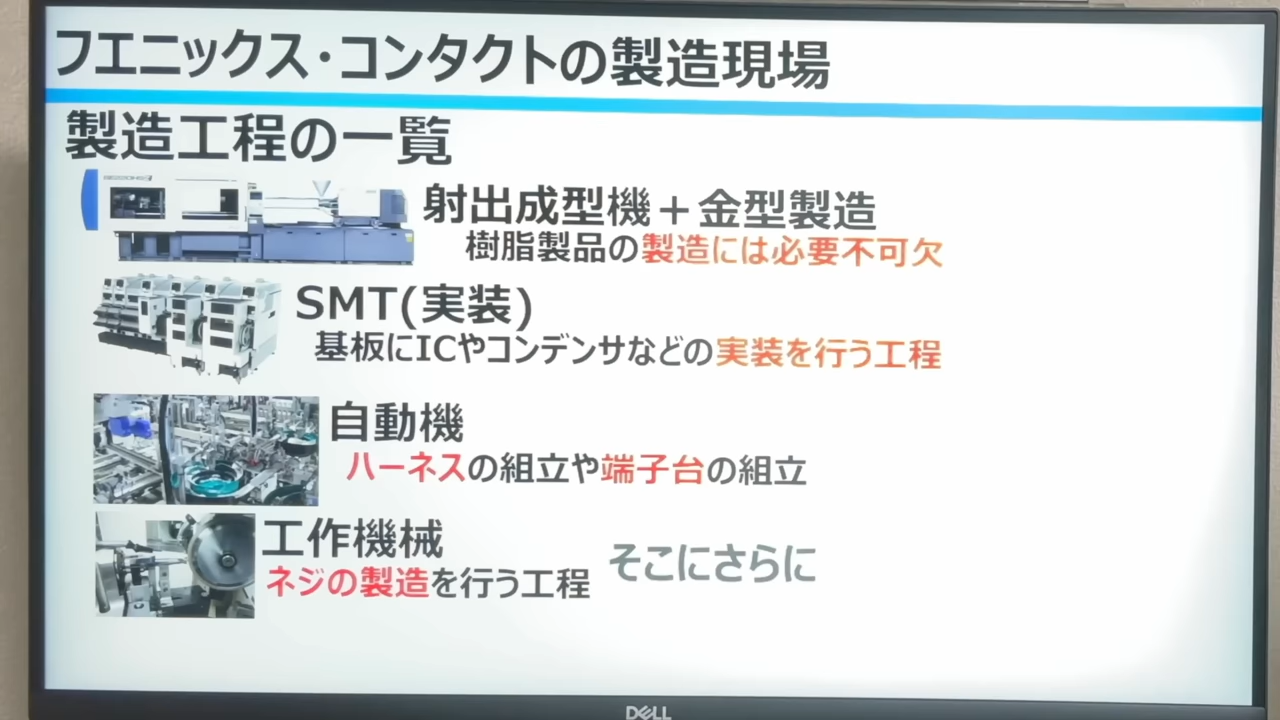 フエニックス・コンタクトの製造現場
製造工程の一覧
射出成型機＋金型製造
樹脂製品の製造には必要不可欠
SMT(実装)
基板にICやコンデンサなどの実装を行う工程
自動機
ハーネスの組立や端子台の組立
工作機械
ネジの製造を行う工程
そこにさらに
DELL